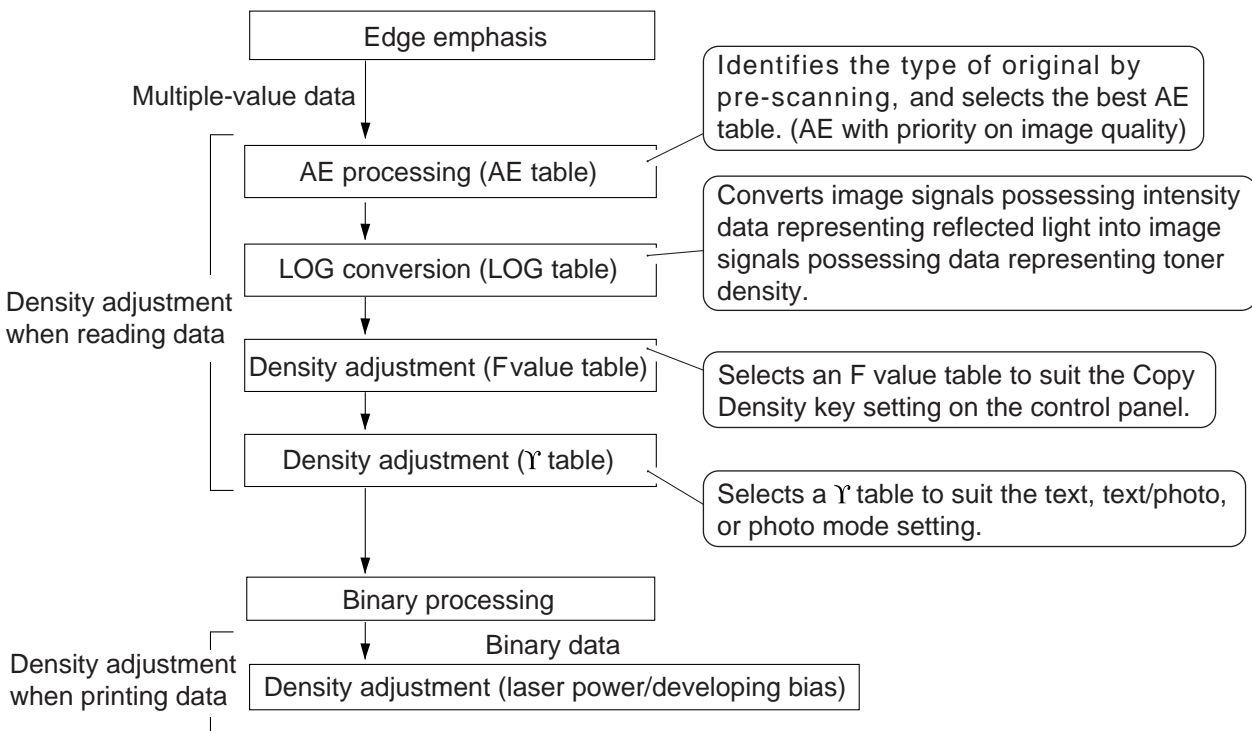 Edge emphasis
Multiple-value data
Identifies the type of original by
pre-scanning, and selects the best AE
table. (AE with priority on image quality)
AE processing (AE table)
Converts image signals possessing intensity
data representing reflected light into image
signals possessing data representing toner
density.
LOG conversion (LOG table)
Density adjustment
when reading data
Density adjustment (F value table)
Selects an F value table to suit the Copy
Density key setting on the control panel.
Density adjustment (ϒ table)
Selects a ϒ table to suit the text, text/photo,
or photo mode setting.
Binary processing
Binary data
Density adjustment
when printing data
Density adjustment (laser power/developing bias)